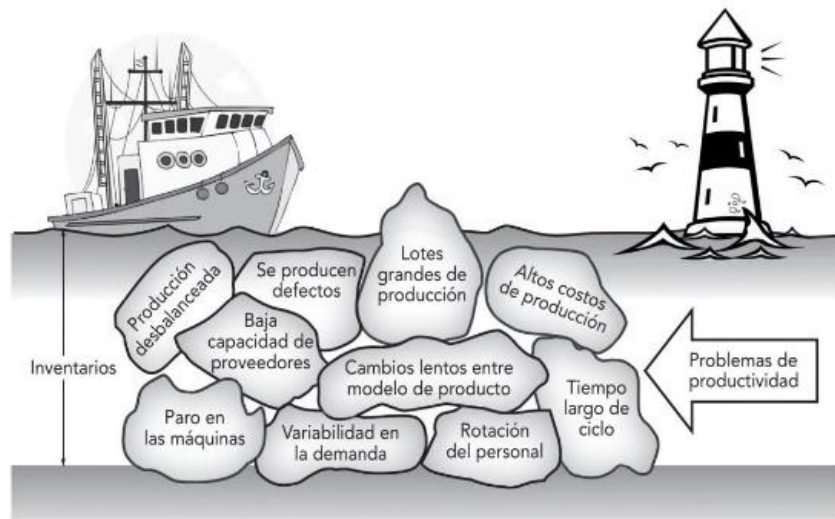 Producción
desbalanceada
Se producen
defectos
Lotes
grandes de
producción
Altos costos
de producción
Baja
capacidad de
proveedores
Inventarios
Cambios lentos entre
modelo de producto
Problemas de
productividad
Paro en
las máquinas
Variabilidad en
la demanda
Rotación
del personal
Tiempo
largo de
ciclo